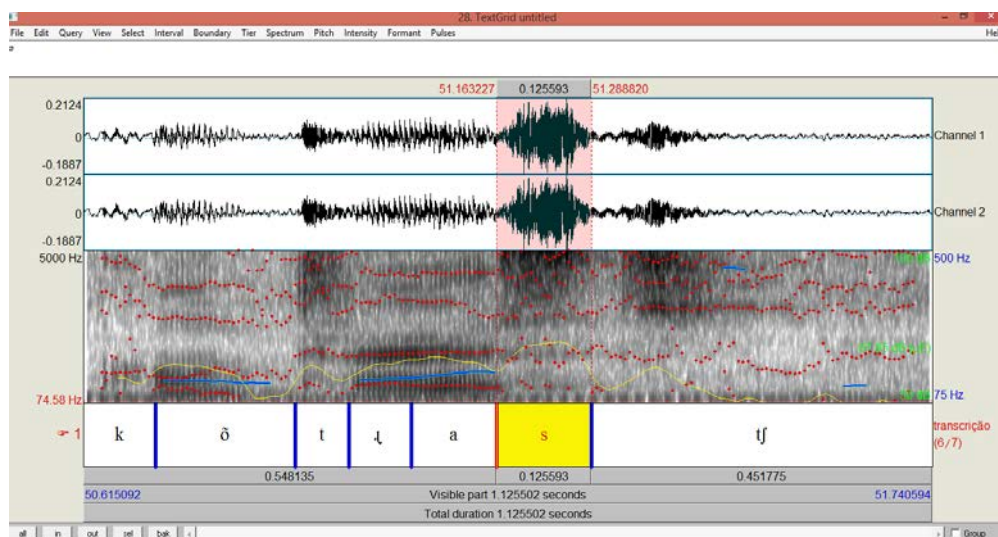 28. TextGrid untitled
File Edit Query View Select Interval Boundary Tier Spectrum Pitch Intensity Formant Pulses Hel
51.163227 0.125593 51.288820
0.2124
0
-0.1887
Channel 1
0.2124
0
-0.1887
Channel 2
5000 Hz
500 Hz
74.58 Hz
75 Hz
1 k õ t ɻ a s tʃ
transcrição
(6/7)
0.548135 0.125593 0.451775
50.615092 Visible part 1.125502 seconds 51.740594
Total duration 1.125502 seconds
all in out sel bak Group